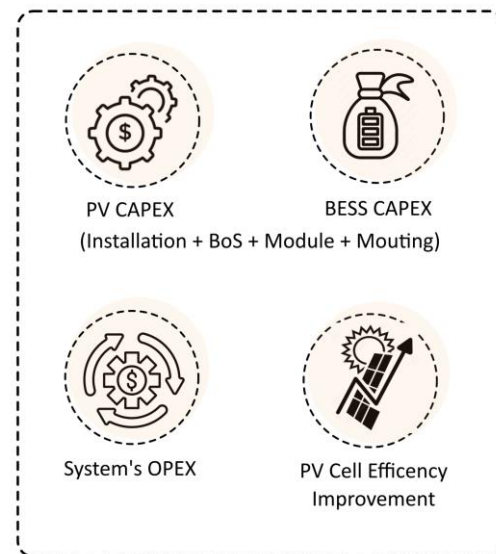 $
PV CAPEX
BESS CAPEX
(Installation + BoS + Module + Mouting)
$
System's OPEX
PV Cell Efficency
Improvement